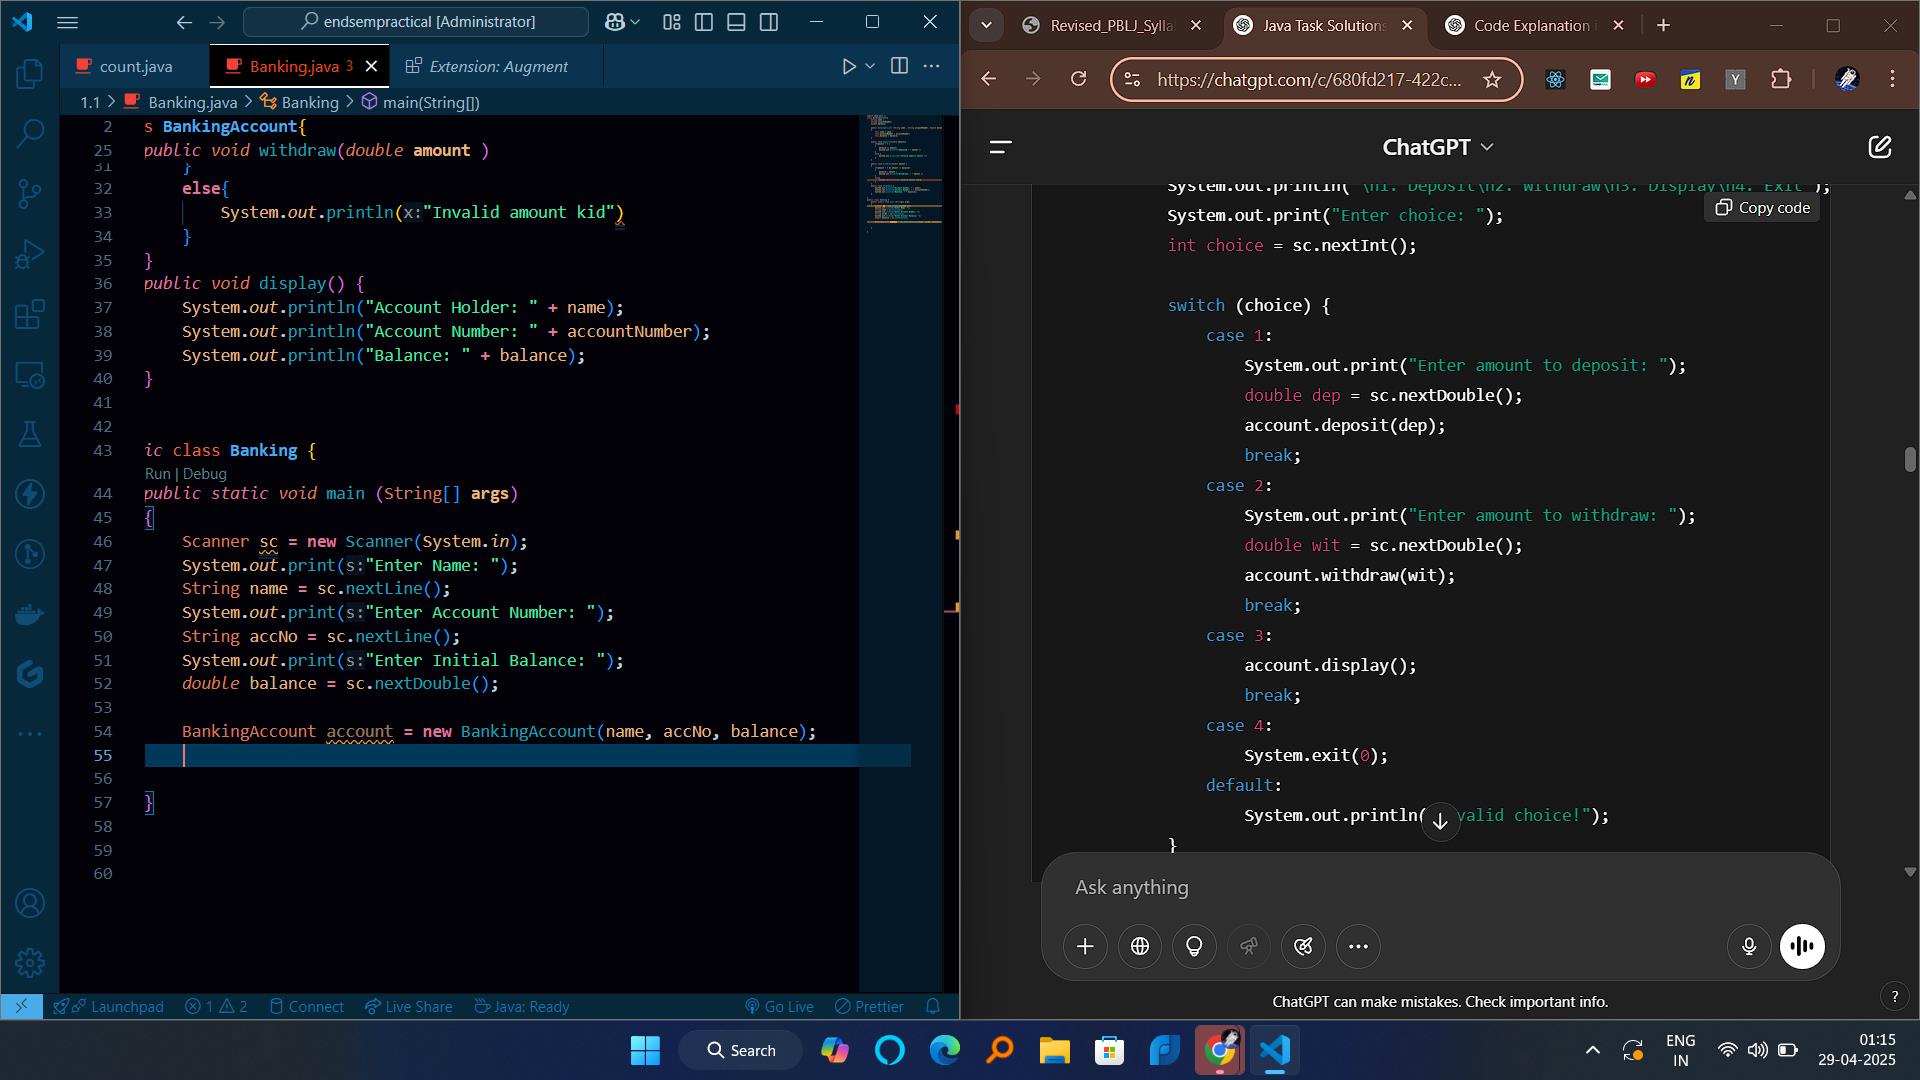 endsempractical [Administrator]
count.java
Banking.java 3
Extension: Augment
1.1 > Banking.java > Banking > main(String[])
2 s BankingAccount{
25 public void withdraw(double amount )
31 }
32 else{
33 System.out.println(x:"Invalid amount kid")
34 }
35 }
36 public void display() {
37 System.out.println("Account Holder: " + name);
38 System.out.println("Account Number: " + accountNumber);
39 System.out.println("Balance: " + balance);
40 }
41
42
43 ic class Banking {
Run | Debug
44 public static void main (String[] args)
45 {
46 Scanner sc = new Scanner(System.in);
47 System.out.print(s:"Enter Name: ");
48 String name = sc.nextLine();
49 System.out.print(s:"Enter Account Number: ");
50 String accNo = sc.nextLine();
51 System.out.print(s:"Enter Initial Balance: ");
52 double balance = sc.nextDouble();
53
54 BankingAccount account = new BankingAccount(name, accNo, balance);
55
56
57 }
58
59
60
Launchpad 1 2 Connect Live Share Java: Ready Go Live Prettier
Revised_PBLJ_Sylla
Java Task Solutions
Code Explanation
https://chatgpt.com/c/680fd217-422c...
ChatGPT
System.out.println("\n1. Deposit\n2. Withdraw\n3. Display\n4. Exit");
Copy code
System.out.print("Enter choice: ");
int choice = sc.nextInt();
switch (choice) {
case 1:
System.out.print("Enter amount to deposit: ");
double dep = sc.nextDouble();
account.deposit(dep);
break;
case 2:
System.out.print("Enter amount to withdraw: ");
double wit = sc.nextDouble();
account.withdraw(wit);
break;
case 3:
account.display();
break;
case 4:
System.exit(0);
default:
System.out.println( valid choice!");
}
Ask anything
ChatGPT can make mistakes. Check important info.
?
Search
ENG
IN
01:15
29-04-2025